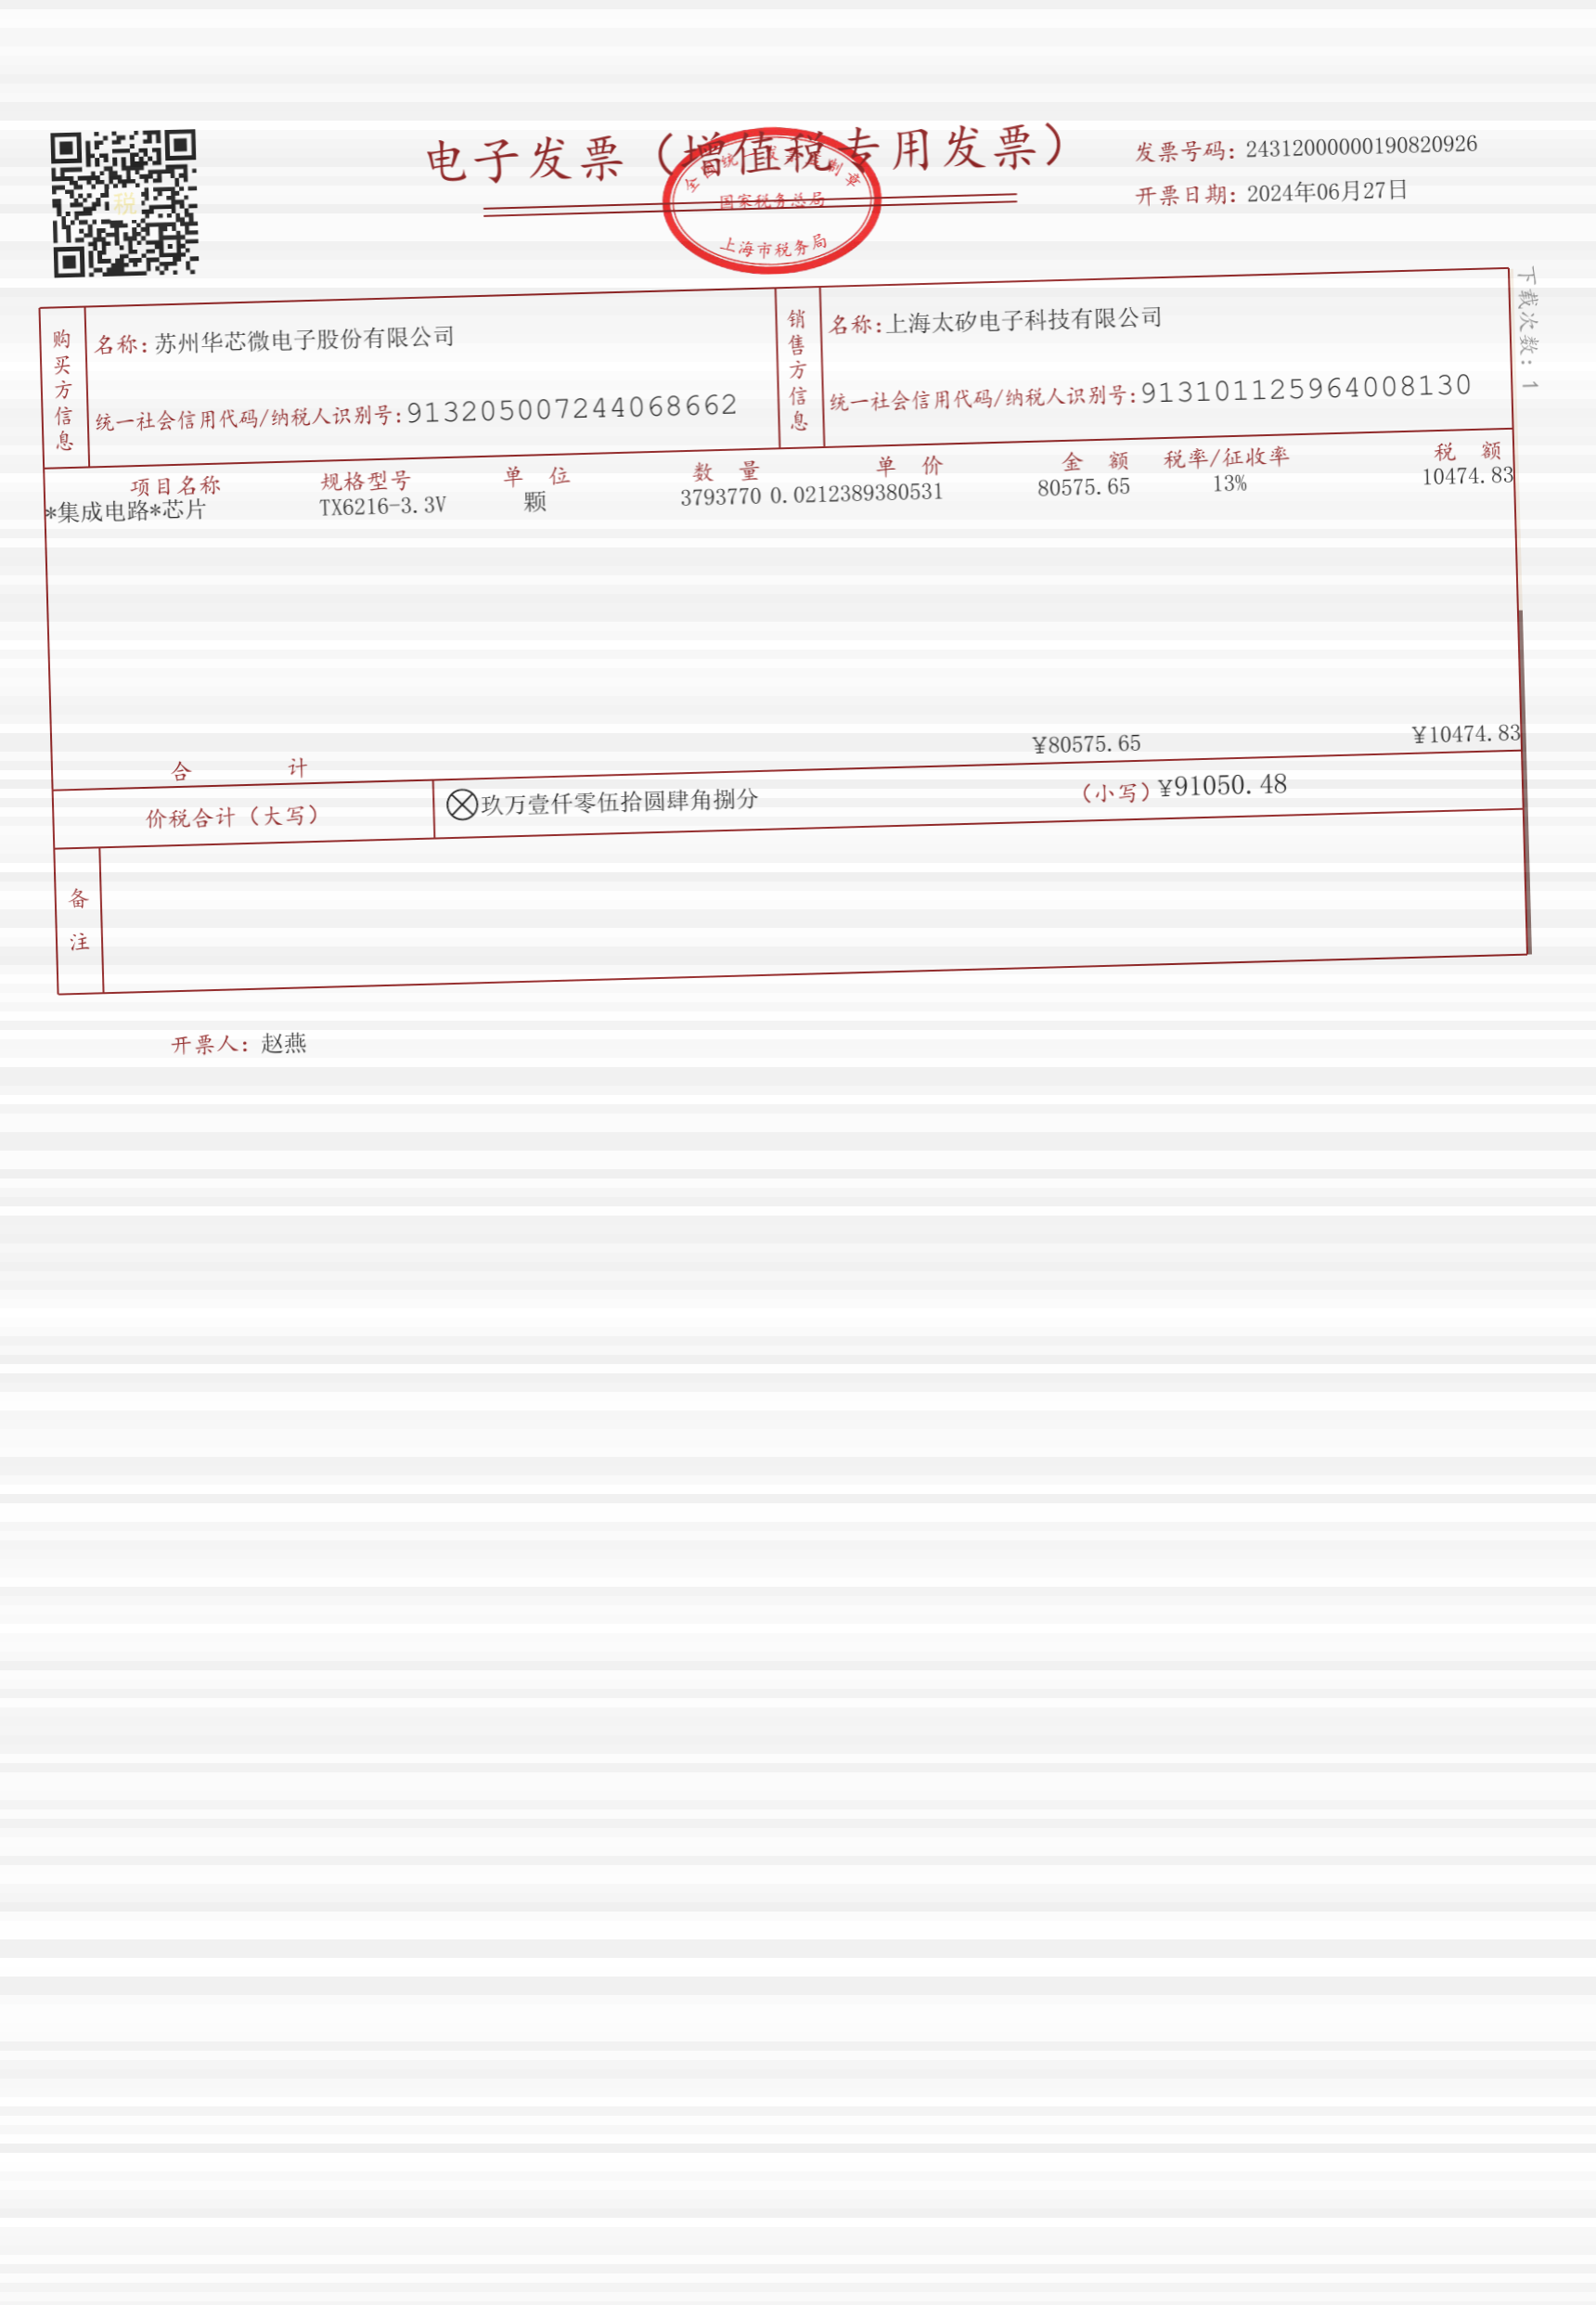 电子发票（增值税专用发票）
全国统一发票监制章
国家税务总局
上海市税务局
税
发票号码：24312000000190820926
开票日期：2024年06月27日
下载次数：1
购买方信息
名称：苏州华芯微电子股份有限公司
统一社会信用代码/纳税人识别号：913205007244068662
销售方信息
名称：上海太矽电子科技有限公司
统一社会信用代码/纳税人识别号：913101125964008130
项目名称 规格型号 单位 数量 单价 金额 税率/征收率 税额
*集成电路*芯片 TX6216-3.3V 颗 3793770 0.0212389380531 80575.65 13% 10474.83
合计 ¥80575.65 ¥10474.83
价税合计（大写） 玖万壹仟零伍拾圆肆角捌分 （小写）¥91050.48
备注
开票人：赵燕